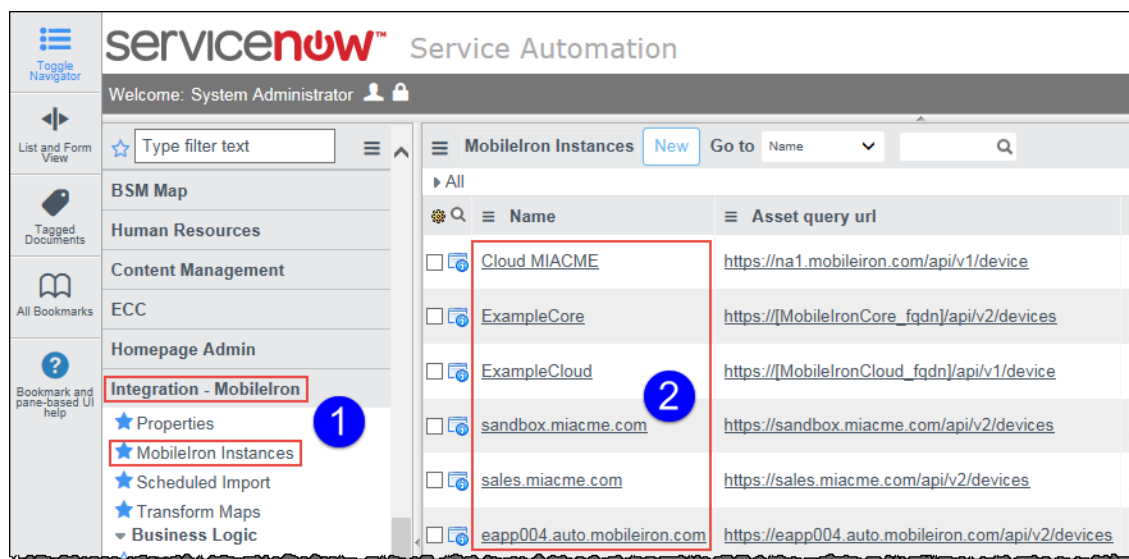 servicenow™ Service Automation
Toggle
Navigator
Welcome: System Administrator
List and Form
View
Type filter text
MobileIron Instances New Go to Name
All
BSM Map
Name Asset query url
Tagged
Documents
Human Resources
Content Management
Cloud MIACME https://na1.mobileiron.com/api/v1/device
All Bookmarks
ECC
ExampleCore https://[MobileIronCore_fqdn]/api/v2/devices
Homepage Admin
ExampleCloud https://[MobileIronCloud_fqdn]/api/v1/device
?
Bookmark and
pane-based UI
help
Integration - MobileIron
1
2
Properties
sandbox.miacme.com https://sandbox.miacme.com/api/v2/devices
MobileIron Instances
Scheduled Import
sales.miacme.com https://sales.miacme.com/api/v2/devices
Transform Maps
Business Logic
eapp004.auto.mobileiron.com https://eapp004.auto.mobileiron.com/api/v2/devices